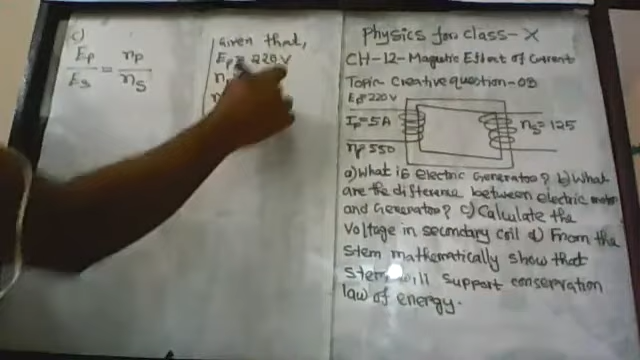 c)
Ep/Es = np/ns
Given that,
Ep = 220V
Physics for class-X
CH-12-Magnetic Effect of Current
Topic-Creative question-03
Ep=220V
Ip=5A
np=550
ns=125
a) What is electric Generator? b) What
are the difference between electric motor
and Generator? c) Calculate the
Voltage in secondary coil d) From the
stem mathematically show that
stem will support conservation
law of energy.